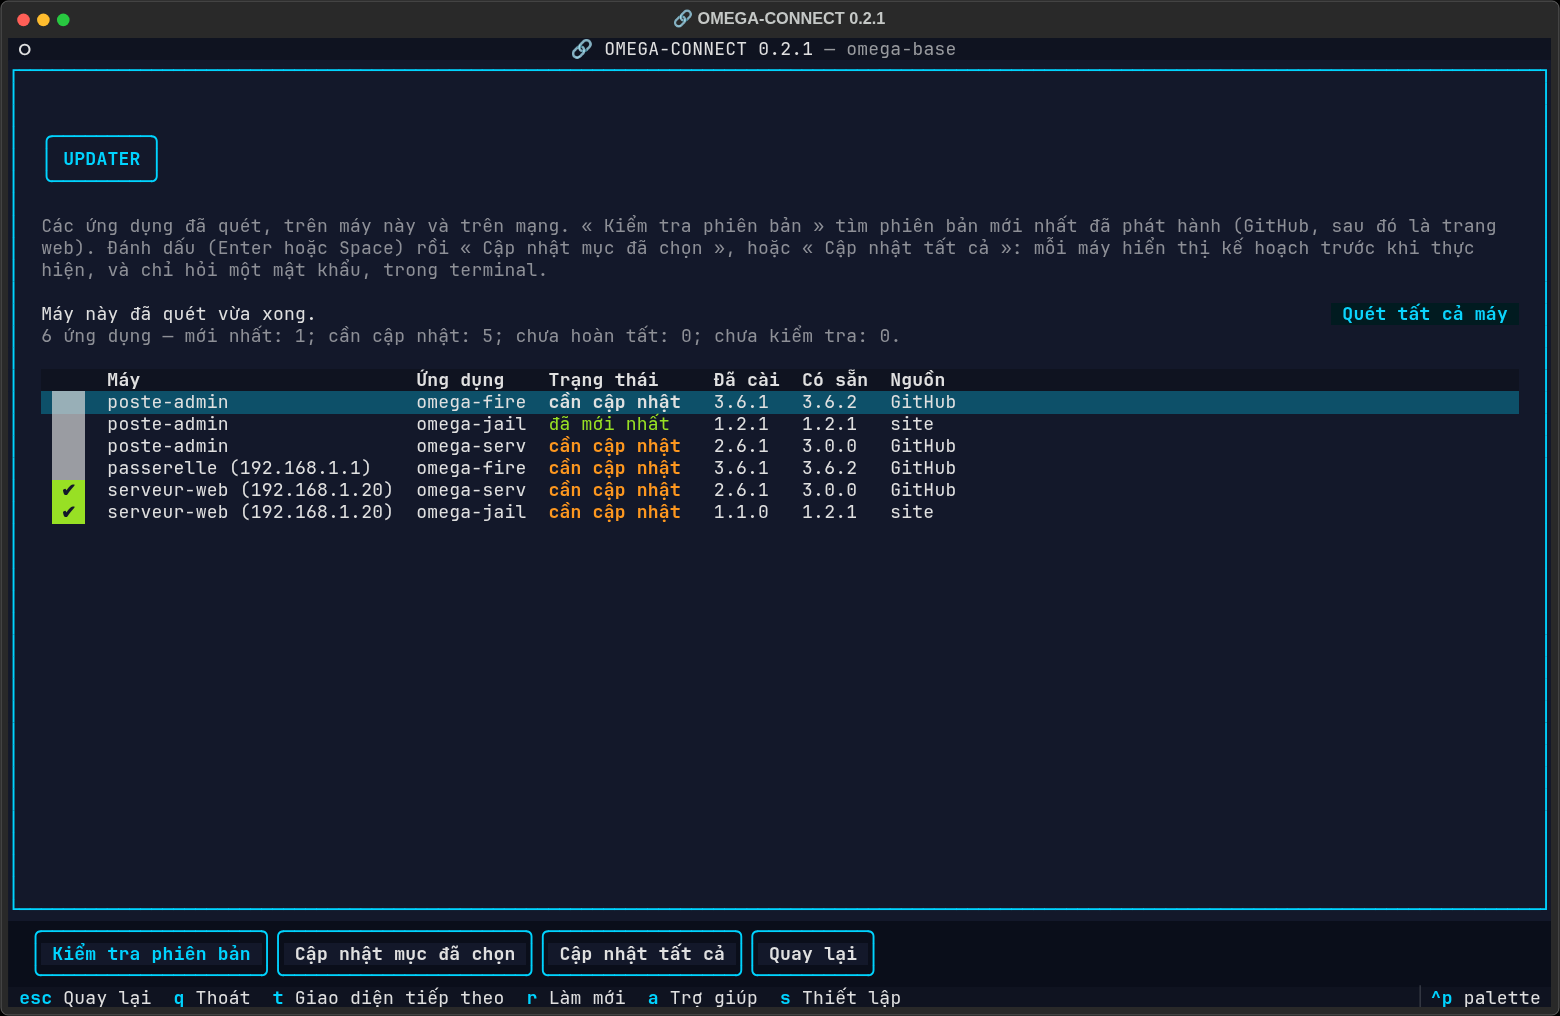 🔗 OMEGA-CONNECT 0.2.1
🔗 OMEGA-CONNECT 0.2.1 — omega-base
UPDATER
Các ứng dụng đã quét, trên máy này và trên mạng. « Kiểm tra phiên bản » tìm phiên bản mới nhất đã phát hành (GitHub, sau đó là trang
web). Đánh dấu (Enter hoặc Space) rồi « Cập nhật mục đã chọn », hoặc « Cập nhật tất cả »: mỗi máy hiển thị kế hoạch trước khi thực
hiện, và chỉ hỏi một mật khẩu, trong terminal.
Máy này đã quét vừa xong. Quét tất cả máy
6 ứng dụng — mới nhất: 1; cần cập nhật: 5; chưa hoàn tất: 0; chưa kiểm tra: 0.
Máy Ứng dụng Trạng thái Đã cài Có sẵn Nguồn
poste-admin omega-fire cần cập nhật 3.6.1 3.6.2 GitHub
poste-admin omega-jail đã mới nhất 1.2.1 1.2.1 site
poste-admin omega-serv cần cập nhật 2.6.1 3.0.0 GitHub
passerelle (192.168.1.1) omega-fire cần cập nhật 3.6.1 3.6.2 GitHub
✔ serveur-web (192.168.1.20) omega-serv cần cập nhật 2.6.1 3.0.0 GitHub
✔ serveur-web (192.168.1.20) omega-jail cần cập nhật 1.1.0 1.2.1 site
Kiểm tra phiên bản Cập nhật mục đã chọn Cập nhật tất cả Quay lại
esc Quay lại q Thoát t Giao diện tiếp theo r Làm mới a Trợ giúp s Thiết lập ^p palette